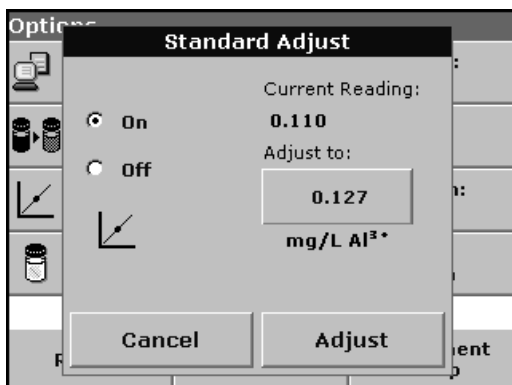 Options
Standard Adjust
On
Off
Current Reading:
0.110
Adjust to:
0.127
mg/L Al³⁺
Cancel
Adjust